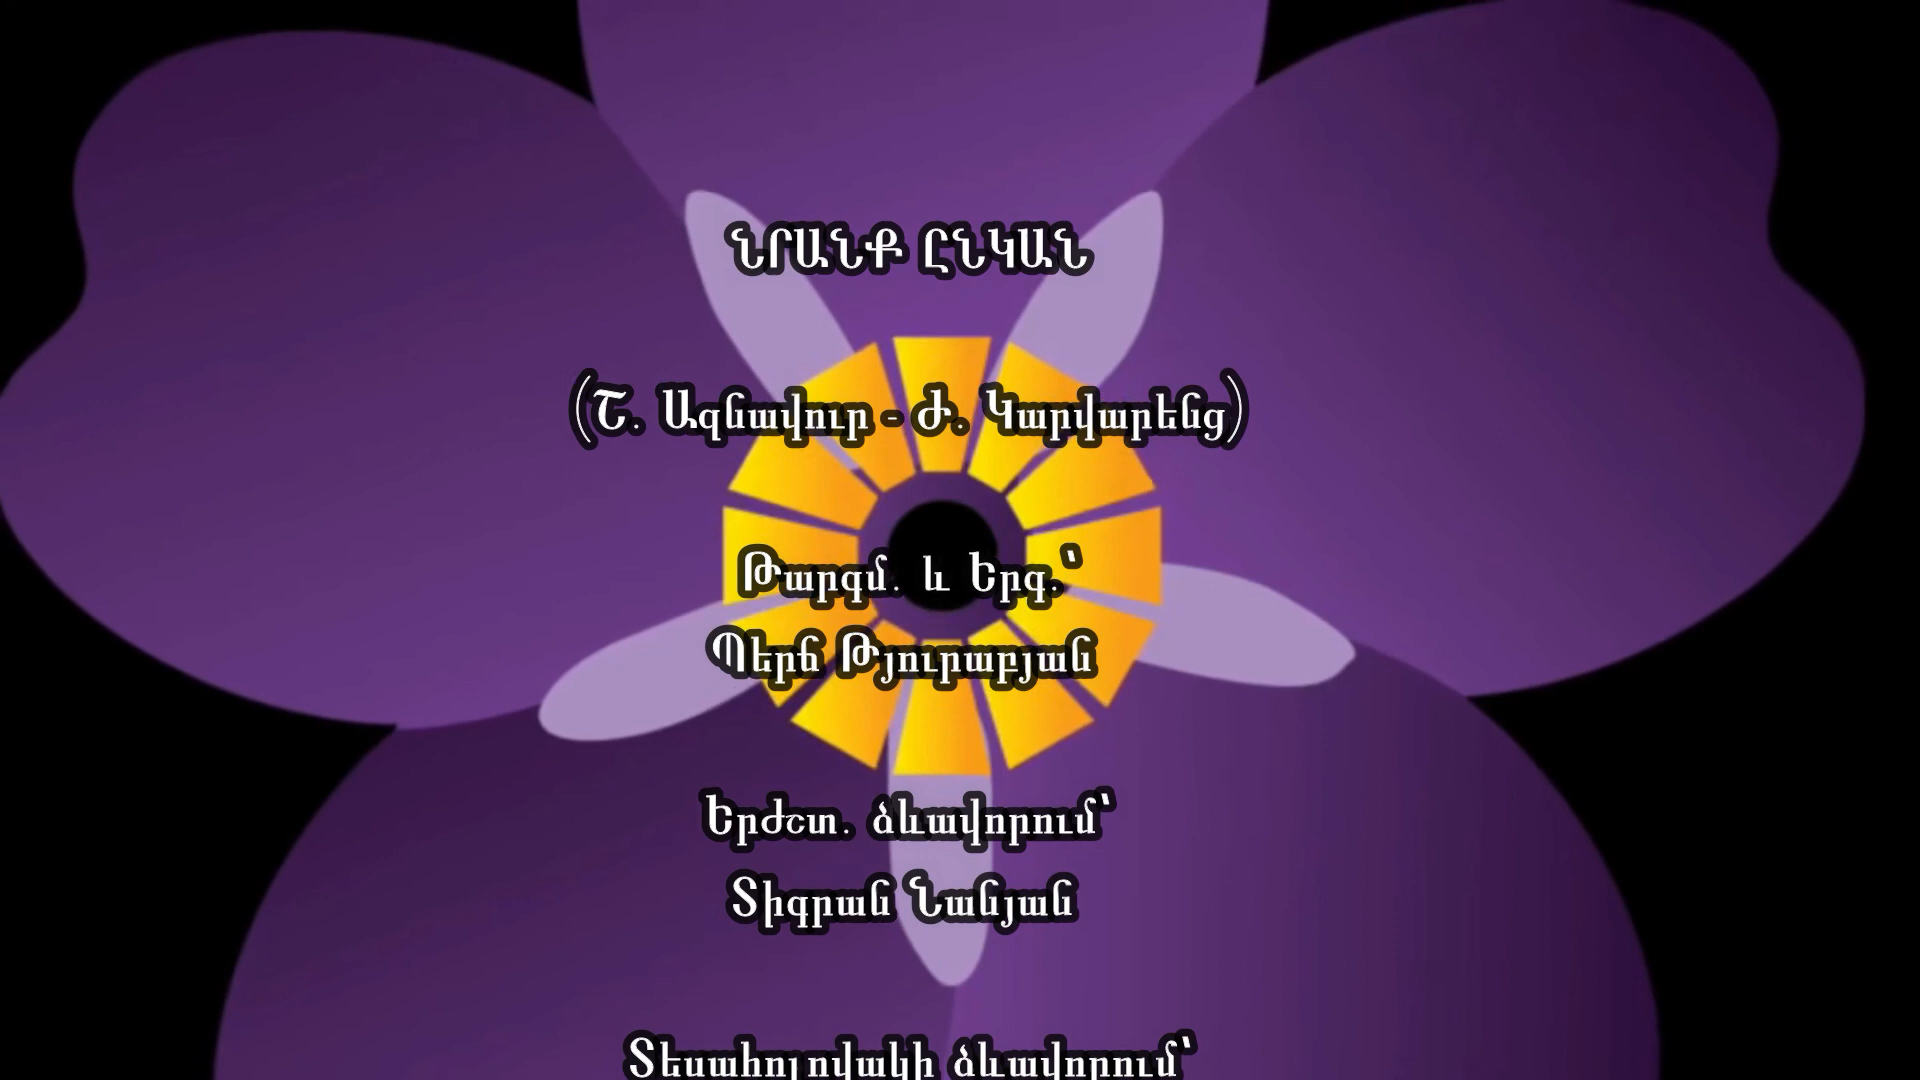 ՆՐԱՆՔ ԸՆԿԱՆ
(Շ. Ազնավուր - Ժ. Կարվարենց)
Թարգմ. և Երգ.՝
Պերճ Թյուրաբյան
Երժշտ. ձևավորում՝
Տիգրան Նանյան
Տեսահոլովակի ձևավորում՝